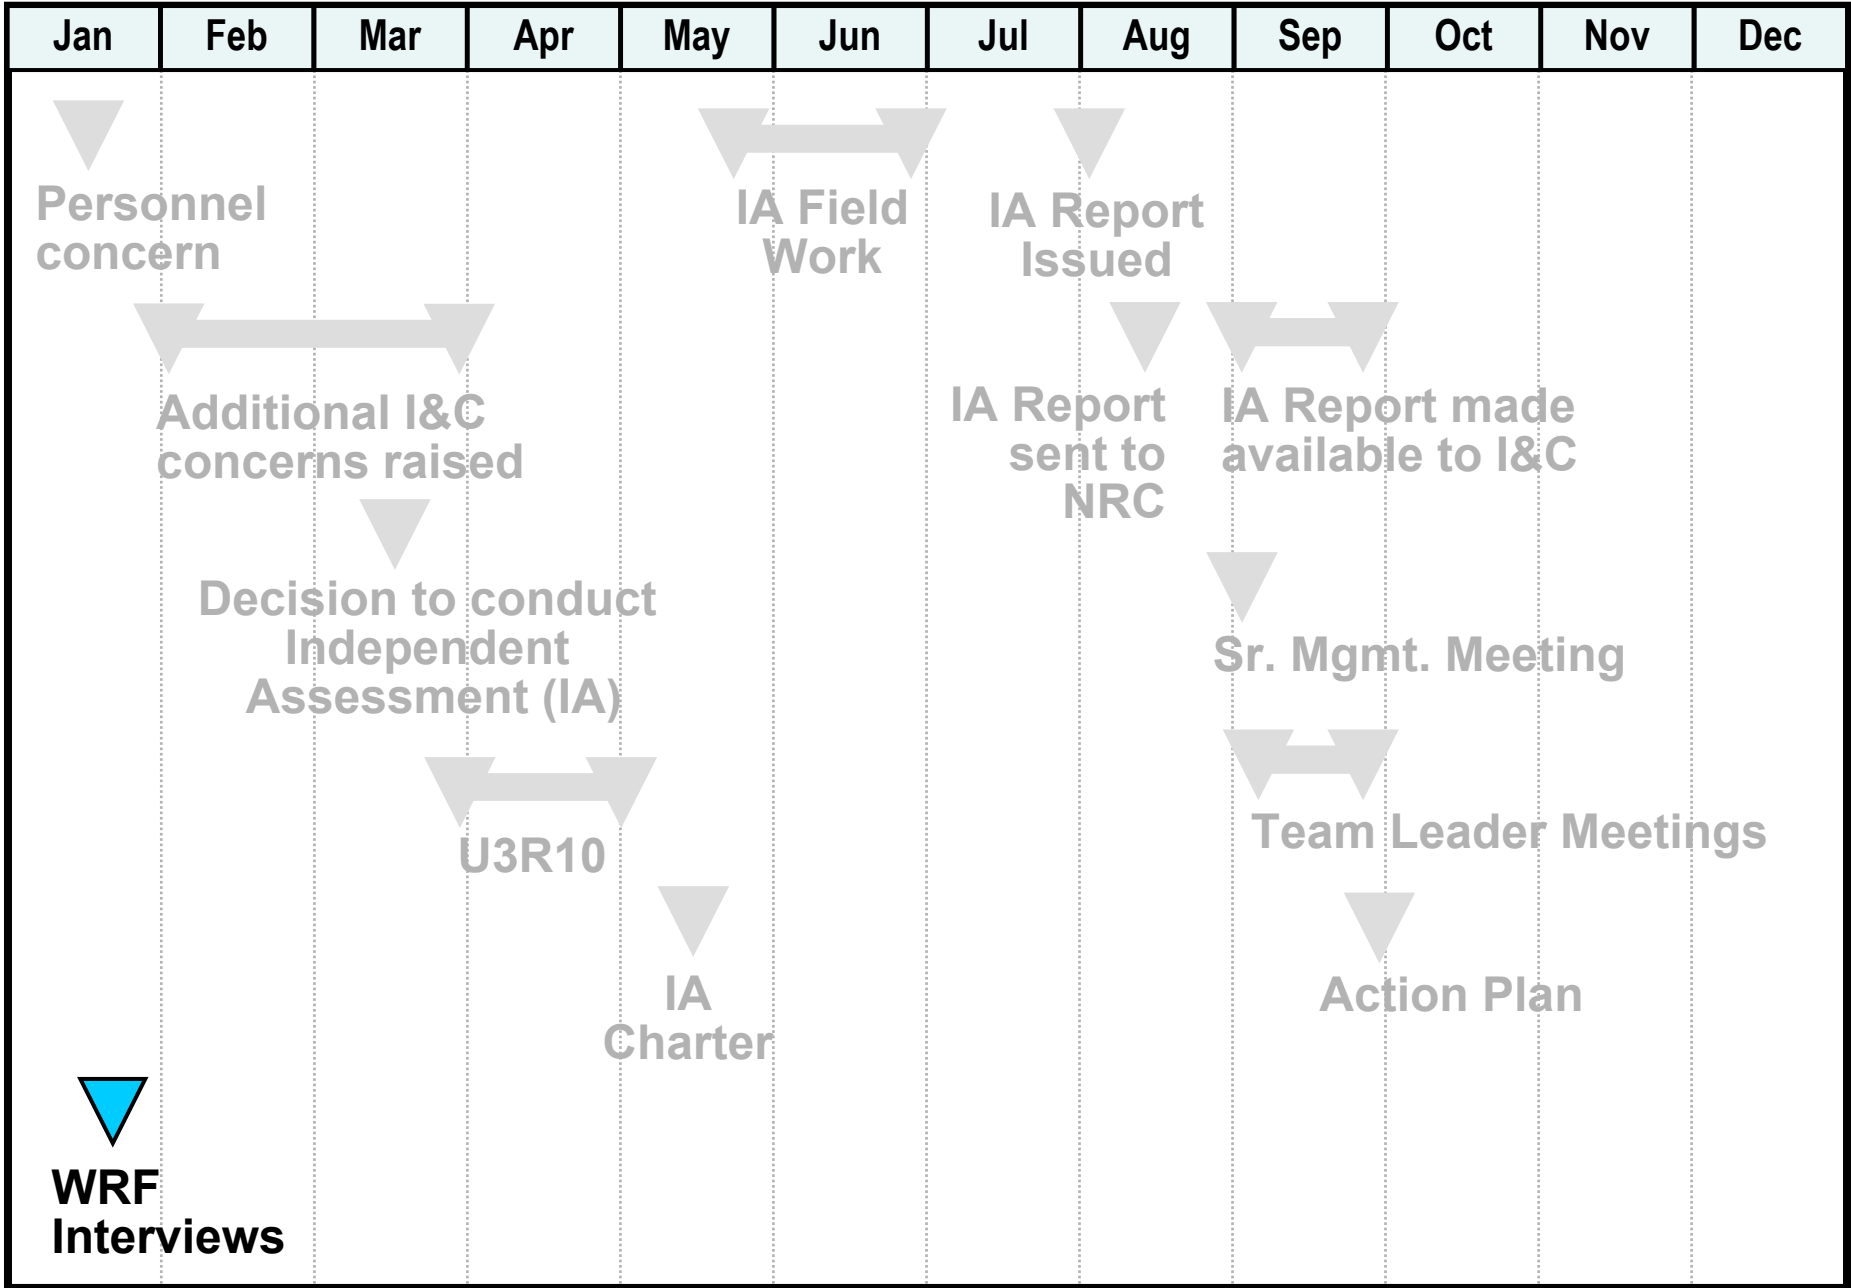 Jan Feb Mar Apr May Jun Jul Aug Sep Oct Nov Dec
Personnel
concern
IA Field
Work
IA Report
Issued
Additional I&C
concerns raised
IA Report
sent to
NRC
IA Report made
available to I&C
Decision to conduct
Independent
Assessment (IA)
Sr. Mgmt. Meeting
U3R10
Team Leader Meetings
IA
Charter
Action Plan
WRF
Interviews